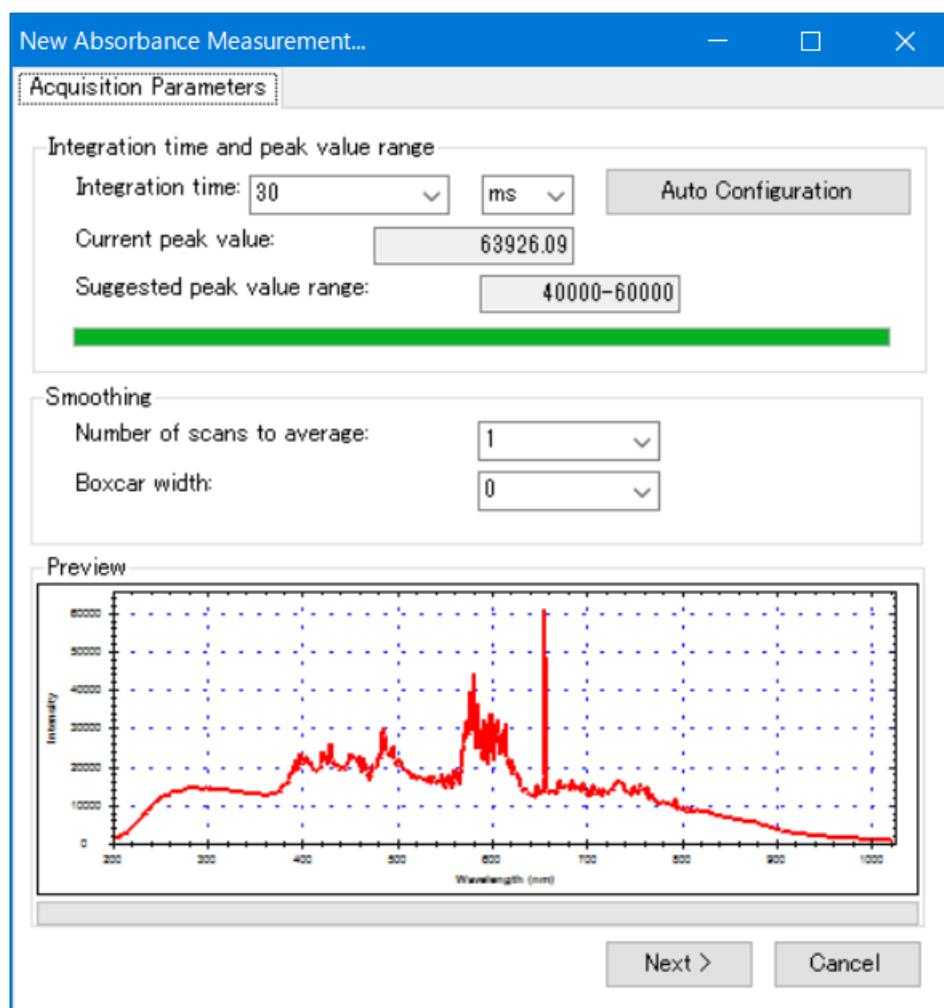 New Absorbance Measurement...
Acquisition Parameters
Integration time and peak value range
Integration time: 30 ms Auto Configuration
Current peak value: 63926.09
Suggested peak value range: 40000-60000
Smoothing
Number of scans to average: 1
Boxcar width: 0
Preview
60000
50000
40000
30000
20000
10000
0
Intensity
200 300 400 500 600 700 800 900 1000
Wavelength (nm)
Next > Cancel